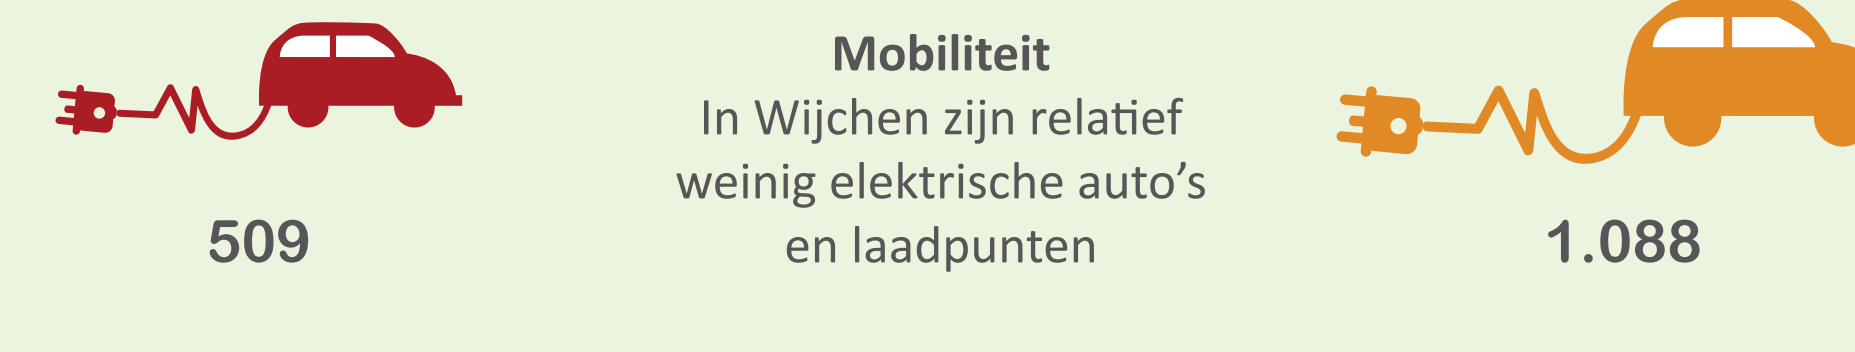 Mobiliteit
In Wijchen zijn relatief
weinig elektrische auto’s
en laadpunten
509
1.088